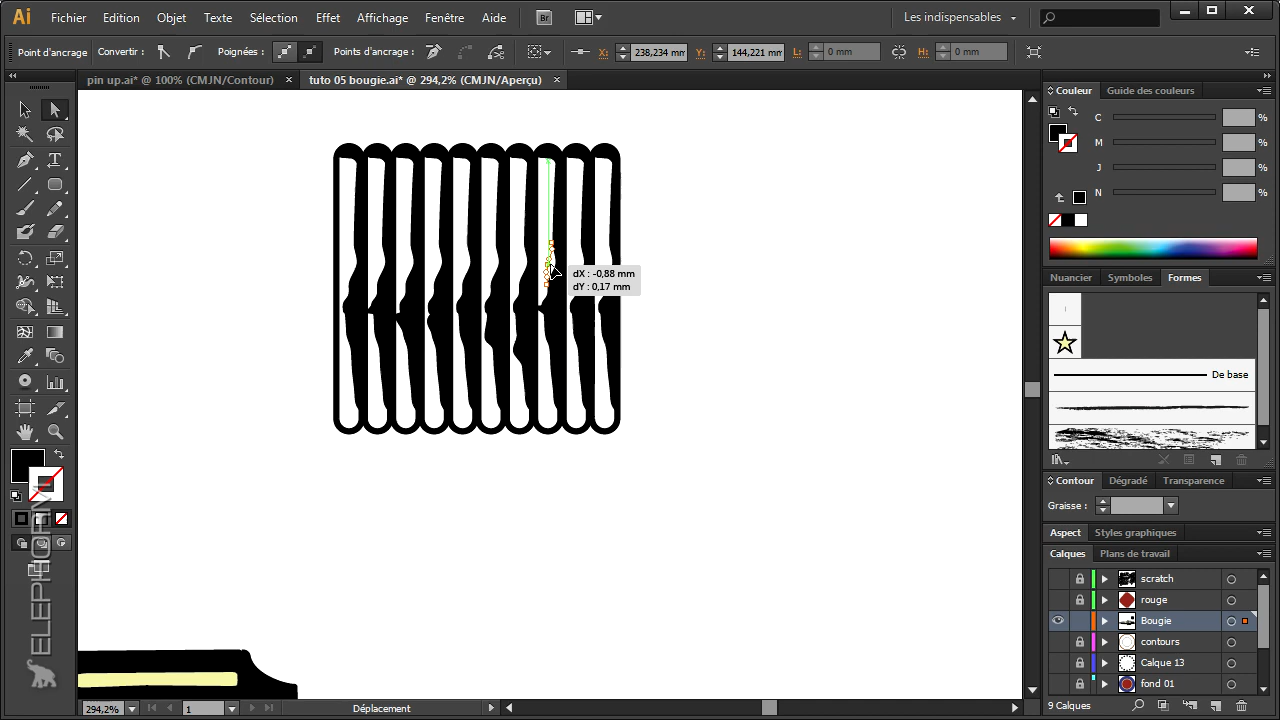 Ai Fichier Edition Objet Texte Sélection Effet Affichage Fenêtre Aide Br Les indispensables
Point d'ancrage Convertir : Poignées : Points d'ancrage : X: 238,234 mm Y: 144,221 mm L: 0 mm H: 0 mm
pin up.ai* @ 100% (CMJN/Contour) tuto 05 bougie.ai* @ 294,2% (CMJN/Aperçu)
Couleur Guide des couleurs
C %
M %
J %
N %
dX : -0,88 mm
dY : 0,17 mm
Nuancier Symboles Formes
De base
Contour Dégradé Transparence
Graisse :
Aspect Styles graphiques
Calques Plans de travail
scratch
rouge
Bougie
contours
Calque 13
fond 01
9 Calques
ELEPHORM
294,2% 1 Déplacement